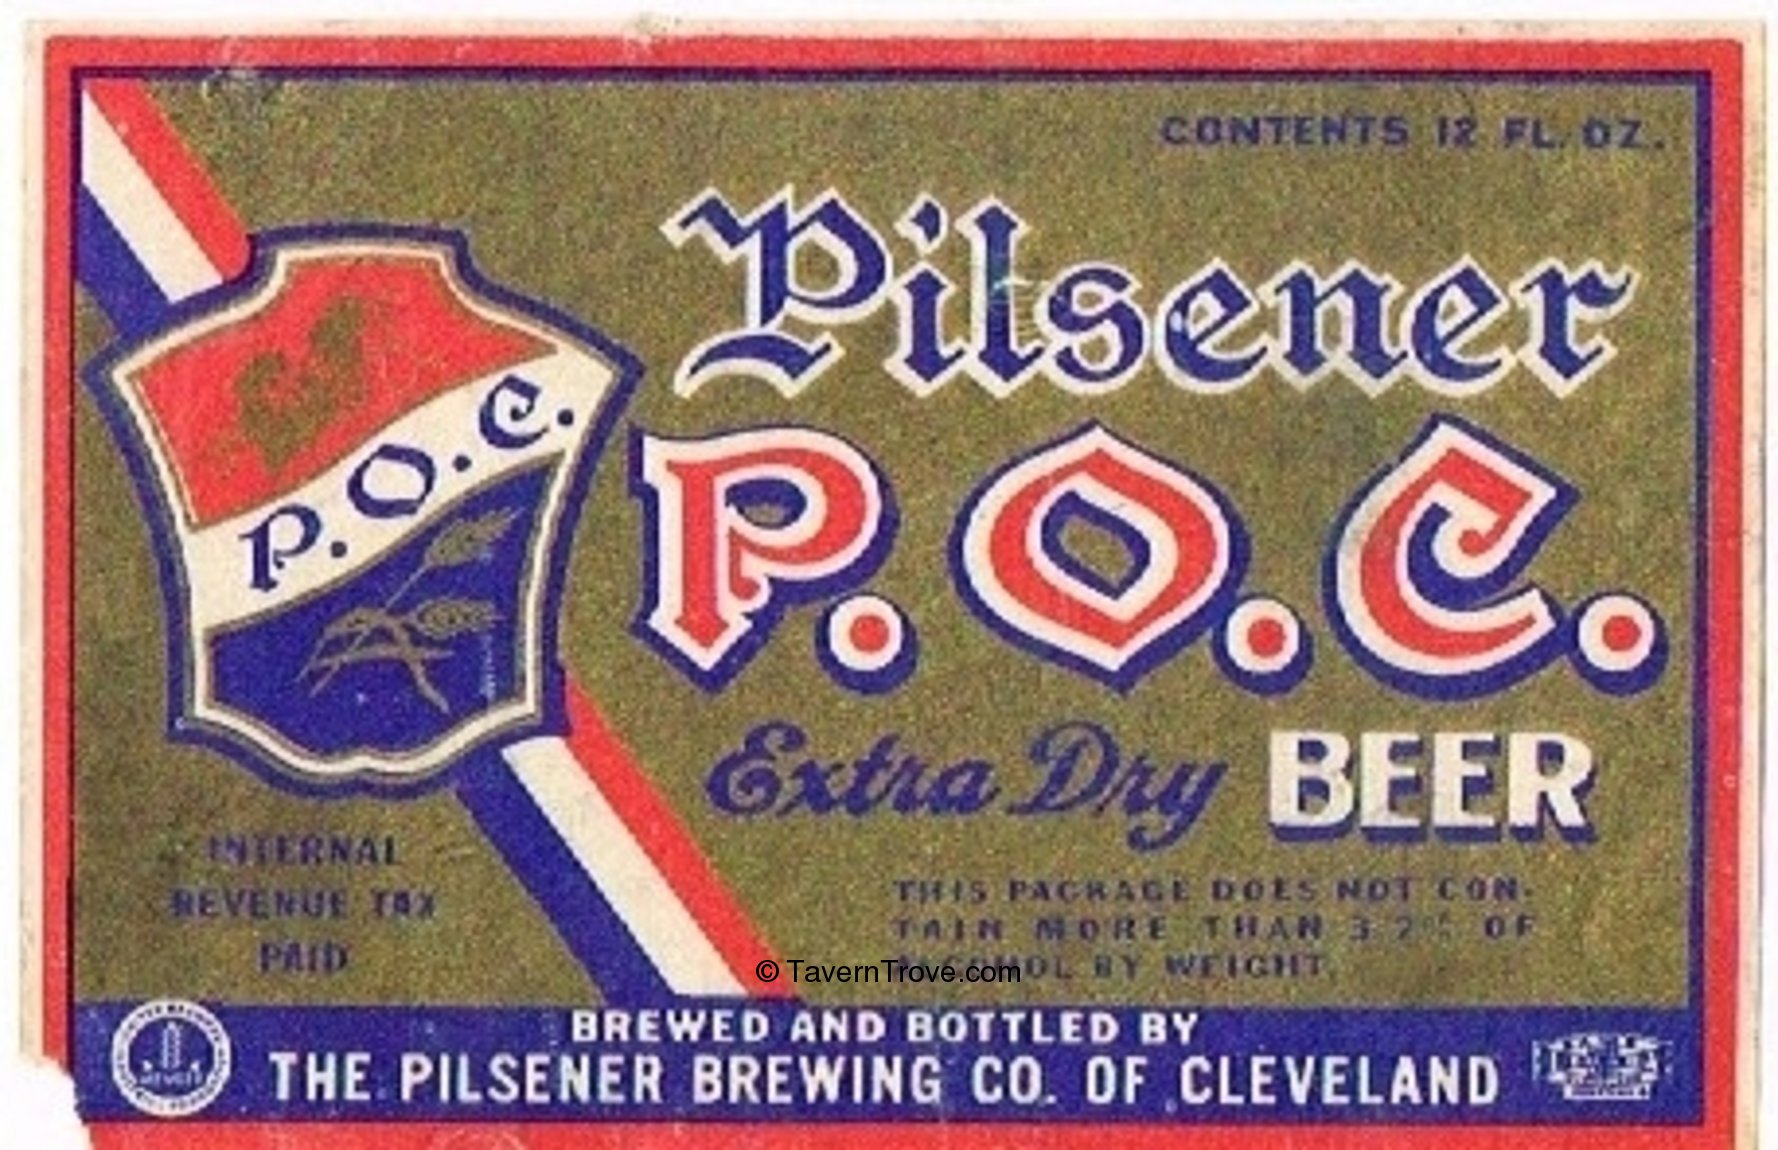 CONTENTS 12 FL. OZ.
Pilsener
P.O.C.
P.O.C.
Extra Dry BEER
INTERNAL
REVENUE TAX
PAID
THIS PACKAGE DOES NOT CON-
TAIN MORE THAN 3.2% OF
ALCOHOL BY WEIGHT
© TavernTrove.com
BREWED AND BOTTLED BY
THE PILSENER BREWING CO. OF CLEVELAND